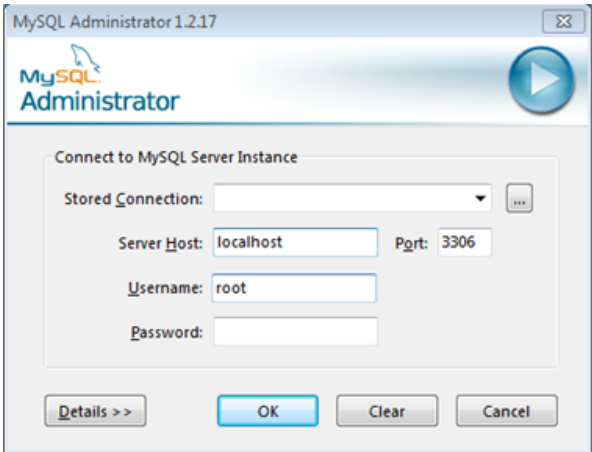 MySQL Administrator 1.2.17
MySQL
Administrator
Connect to MySQL Server Instance
Stored Connection:
...
Server Host: localhost Port: 3306
Username: root
Password:
Details >> OK Clear Cancel